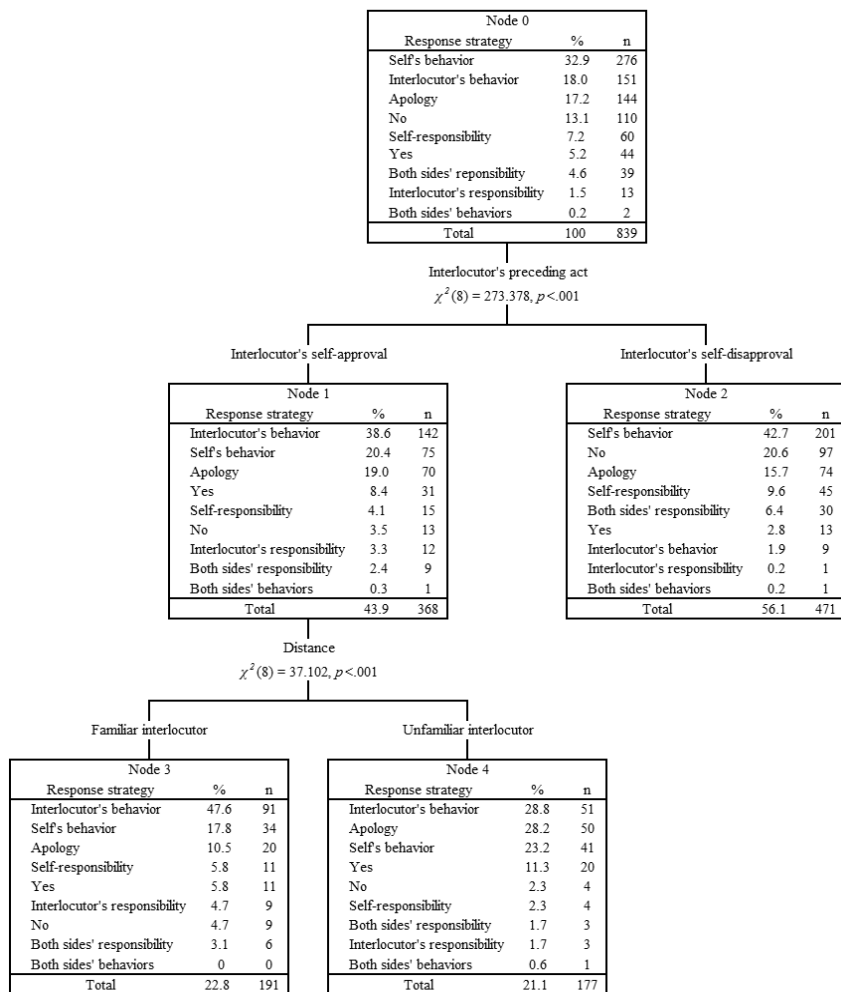 Node 0
Response strategy % n
Self's behavior 32.9 276
Interlocutor's behavior 18.0 151
Apology 17.2 144
No 13.1 110
Self-responsibility 7.2 60
Yes 5.2 44
Both sides' reponsibility 4.6 39
Interlocutor's responsibility 1.5 13
Both sides' behaviors 0.2 2
Total 100 839
Interlocutor's preceding act
χ²(8) = 273.378, p<.001
Interlocutor's self-approval
Interlocutor's self-disapproval
Node 1
Response strategy % n
Interlocutor's behavior 38.6 142
Self's behavior 20.4 75
Apology 19.0 70
Yes 8.4 31
Self-responsibility 4.1 15
No 3.5 13
Interlocutor's responsibility 3.3 12
Both sides' responsibility 2.4 9
Both sides' behaviors 0.3 1
Total 43.9 368
Node 2
Response strategy % n
Self's behavior 42.7 201
No 20.6 97
Apology 15.7 74
Self-responsibility 9.6 45
Both sides' responsibility 6.4 30
Yes 2.8 13
Interlocutor's behavior 1.9 9
Interlocutor's responsibility 0.2 1
Both sides' behaviors 0.2 1
Total 56.1 471
Distance
χ²(8) = 37.102, p<.001
Familiar interlocutor
Unfamiliar interlocutor
Node 3
Response strategy % n
Interlocutor's behavior 47.6 91
Self's behavior 17.8 34
Apology 10.5 20
Self-responsibility 5.8 11
Yes 5.8 11
Interlocutor's responsibility 4.7 9
No 4.7 9
Both sides' responsibility 3.1 6
Both sides' behaviors 0 0
Total 22.8 191
Node 4
Response strategy % n
Interlocutor's behavior 28.8 51
Apology 28.2 50
Self's behavior 23.2 41
Yes 11.3 20
No 2.3 4
Self-responsibility 2.3 4
Both sides' responsibility 1.7 3
Interlocutor's responsibility 1.7 3
Both sides' behaviors 0.6 1
Total 21.1 177